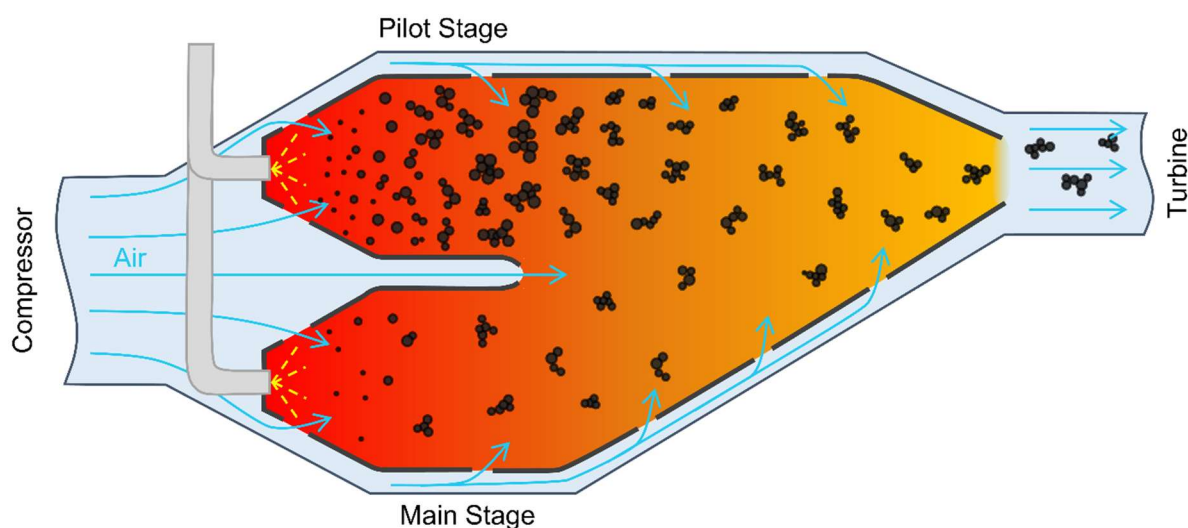 Pilot Stage
Compressor
Air
Turbine
Main Stage